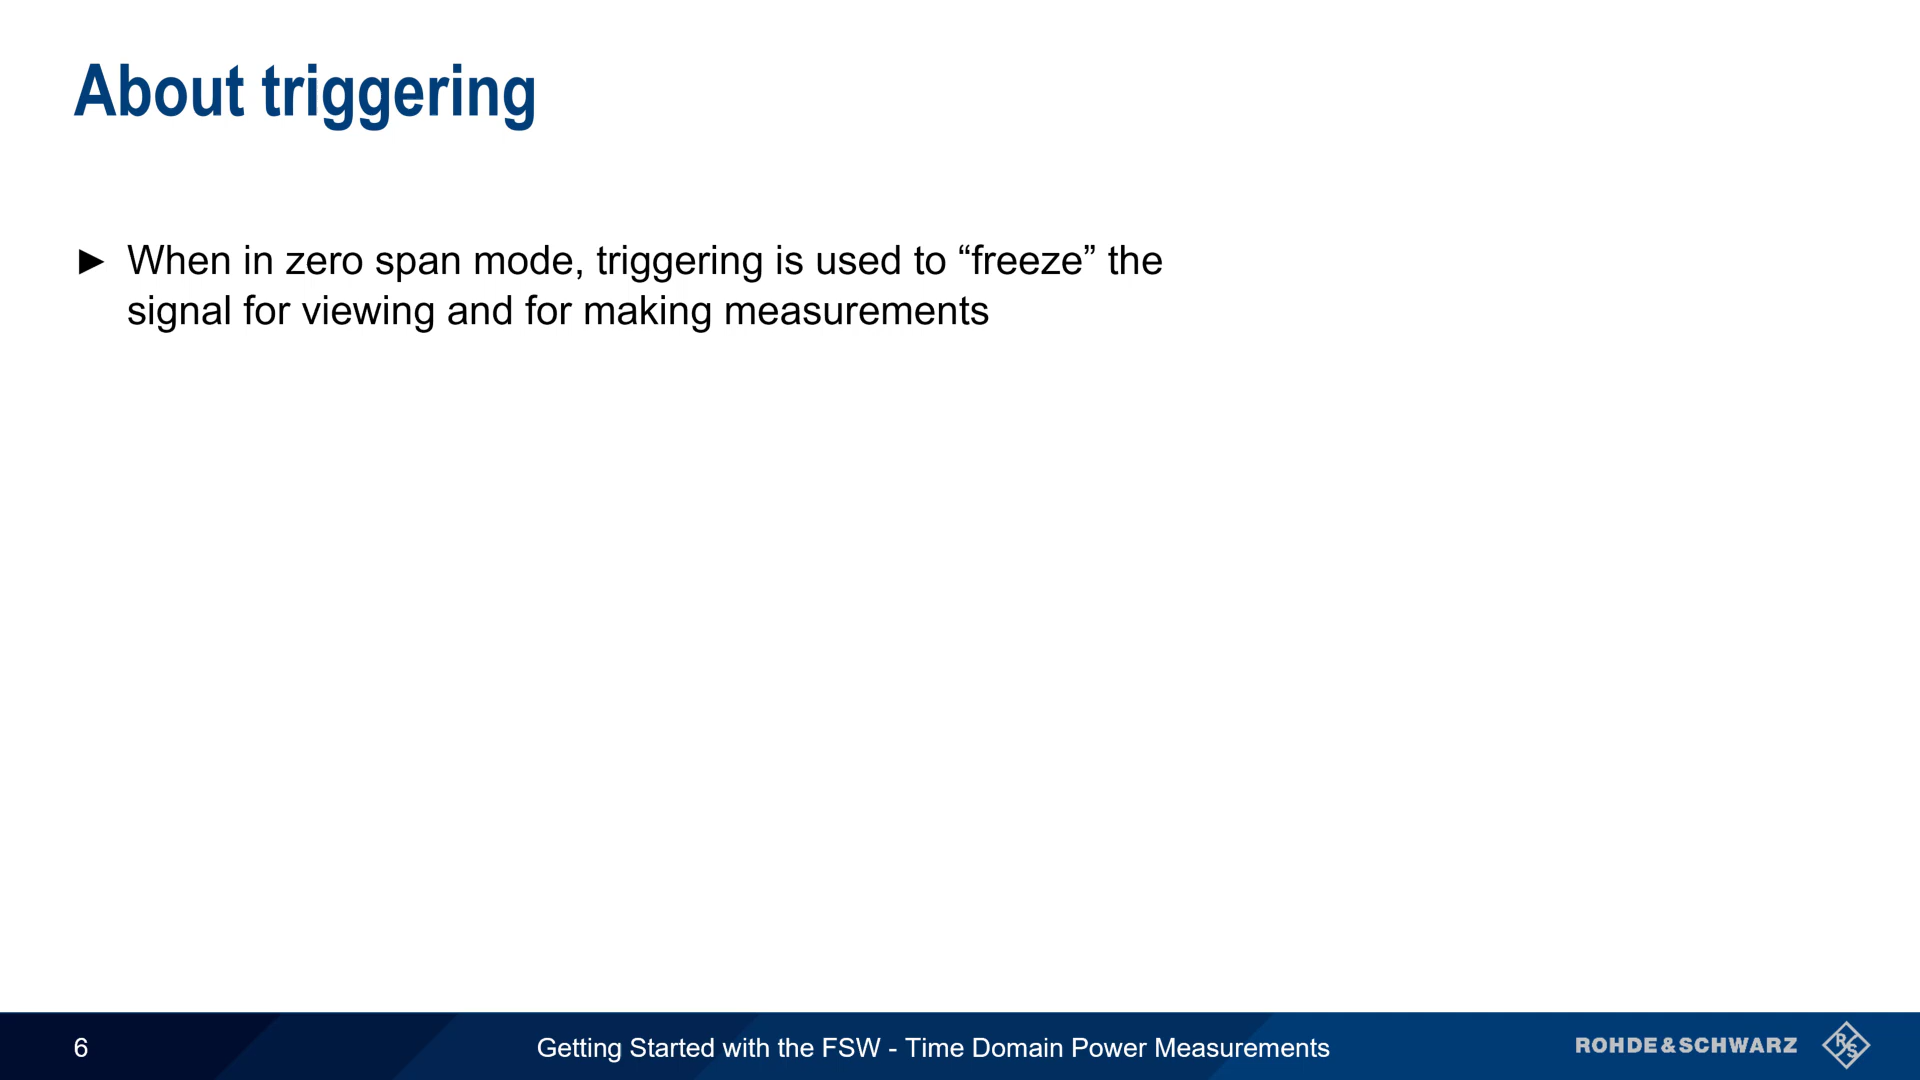 About triggering
► When in zero span mode, triggering is used to “freeze” the
signal for viewing and for making measurements
6
Getting Started with the FSW - Time Domain Power Measurements
ROHDE&SCHWARZ
R&S